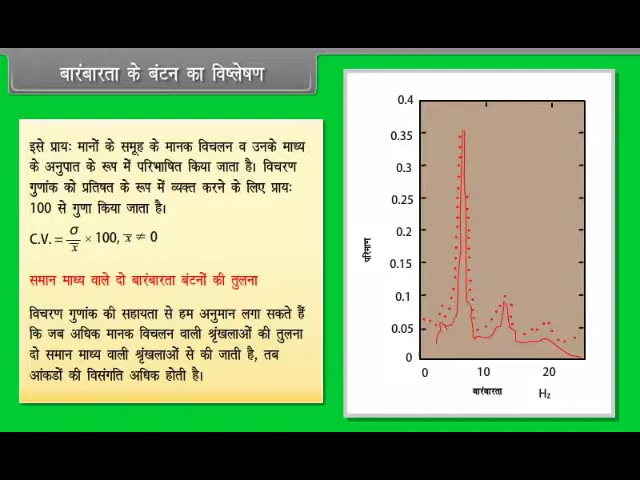 बारंबारता के बंटन का विष्लेषण
इसे प्रायः मानों के समूह के मानक विचलन व उनके माध्य
के अनुपात के रूप में परिभाषित किया जाता है। विचरण
गुणांक को प्रतिषत के रूप में व्यक्त करने के लिए प्रायः
100 से गुणा किया जाता है।
C.V. = σ/x̅ × 100, x̅ ≠ 0
समान माध्य वाले दो बारंबारता बंटनों की तुलना
विचरण गुणांक की सहायता से हम अनुमान लगा सकते हैं
कि जब अधिक मानक विचलन वाली श्रृंखलाओं की तुलना
दो समान माध्य वाली श्रृंखलाओं से की जाती है, तब
आंकडों की विसंगति अधिक होती है।
0.4
0.35
0.3
0.25
0.2
0.15
0.1
0.05
0
परिमाण
0 10 20
बारंबारता Hz